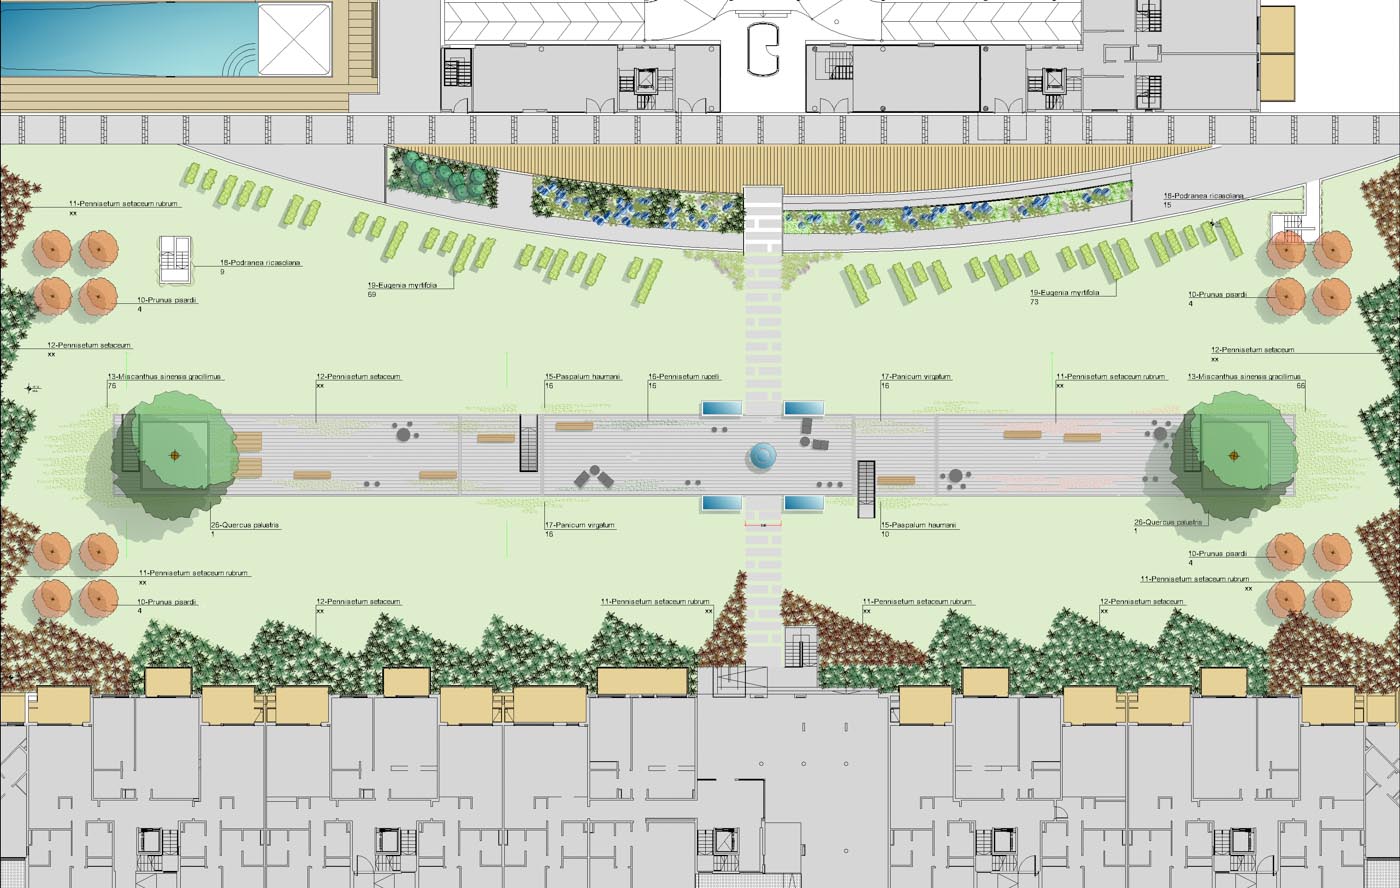 11-Pennisetum setaceum rubrum
xx
18-Podranea ricasoliana
15
18-Podranea ricasoliana
9
19-Eugenia myrtifolia
69
19-Eugenia myrtifolia
73
10-Prunus pisardii
4
10-Prunus pisardii
4
12-Pennisetum setaceum
xx
12-Pennisetum setaceum
xx
13-Miscanthus sinensis gracilimus
76
12-Pennisetum setaceum
xx
15-Paspalum haumanii
16
16-Pennisetum rupelli
16
17-Panicum virgatum
16
11-Pennisetum setaceum rubrum
xx
13-Miscanthus sinensis gracilimus
66
26-Quercus palustris
1
17-Panicum virgatum
16
15-Paspalum haumanii
10
26-Quercus palustris
1
10-Prunus pisardii
4
11-Pennisetum setaceum rubrum
xx
11-Pennisetum setaceum rubrum
xx
10-Prunus pisardii
4
12-Pennisetum setaceum
xx
11-Pennisetum setaceum rubrum
xx
11-Pennisetum setaceum rubrum
xx
12-Pennisetum setaceum
xx